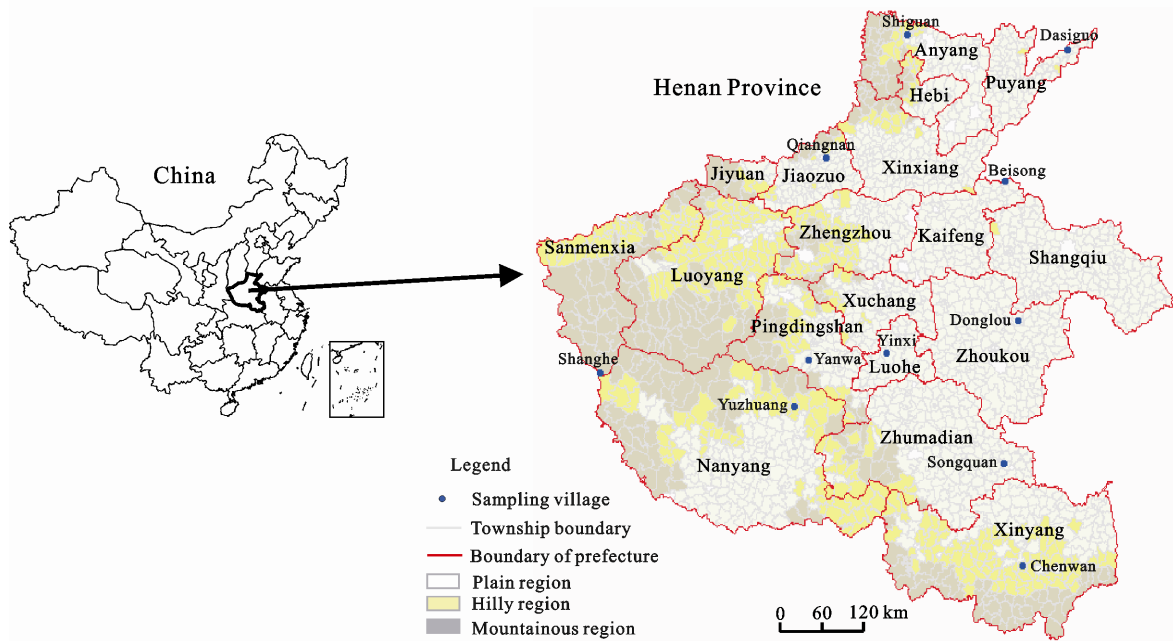 China
Henan Province
Shiguan
Anyang
Dasiguo
Puyang
Hebi
Qiangnan
Jiyuan
Jiaozuo
Xinxiang
Beisong
Sanmenxia
Zhengzhou
Kaifeng
Shangqiu
Luoyang
Xuchang
Donglou
Pingdingshan
Yinxi
Zhoukou
Shanghe
Yanwa
Luohe
Yuzhuang
Zhumadian
Nanyang
Songquan
Xinyang
Chenwan
Legend
Sampling village
Township boundary
Boundary of prefecture
Plain region
Hilly region
Mountainous region
0 60 120 km